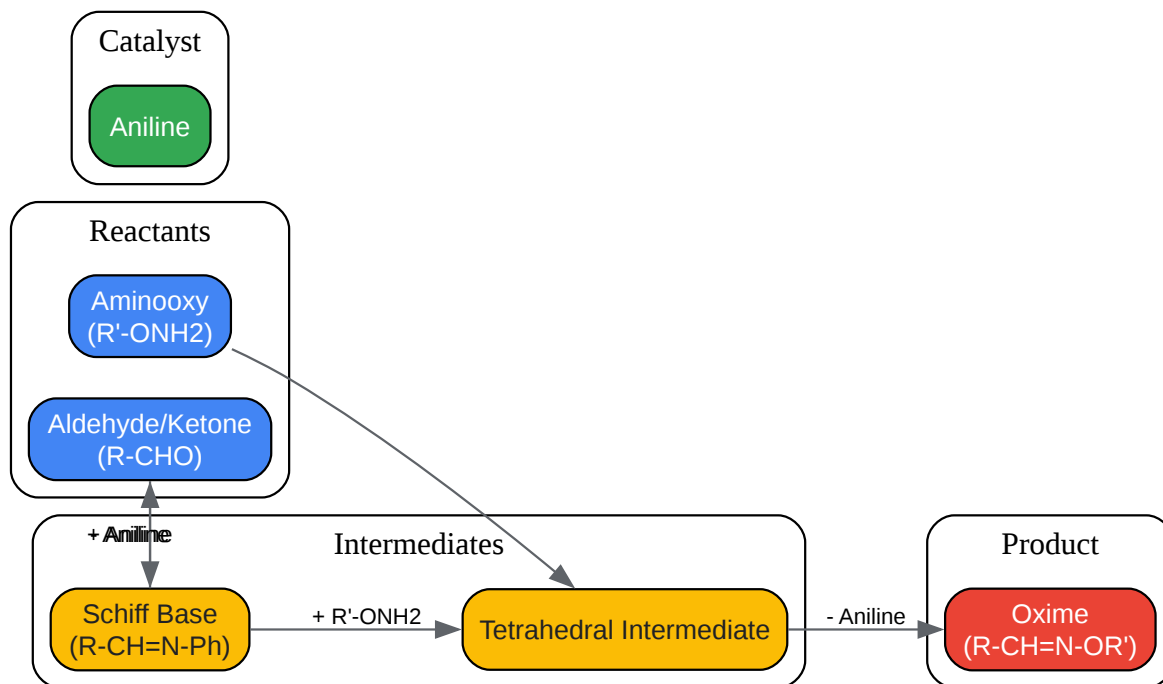 Catalyst
Aniline
Reactants
Aminooxy
(R'-ONH2)
Aldehyde/Ketone
(R-CHO)
+ Aniline
Intermediates
Schiff Base
(R-CH=N-Ph)
+ R'-ONH2
Tetrahedral Intermediate
- Aniline
Product
Oxime
(R-CH=N-OR')